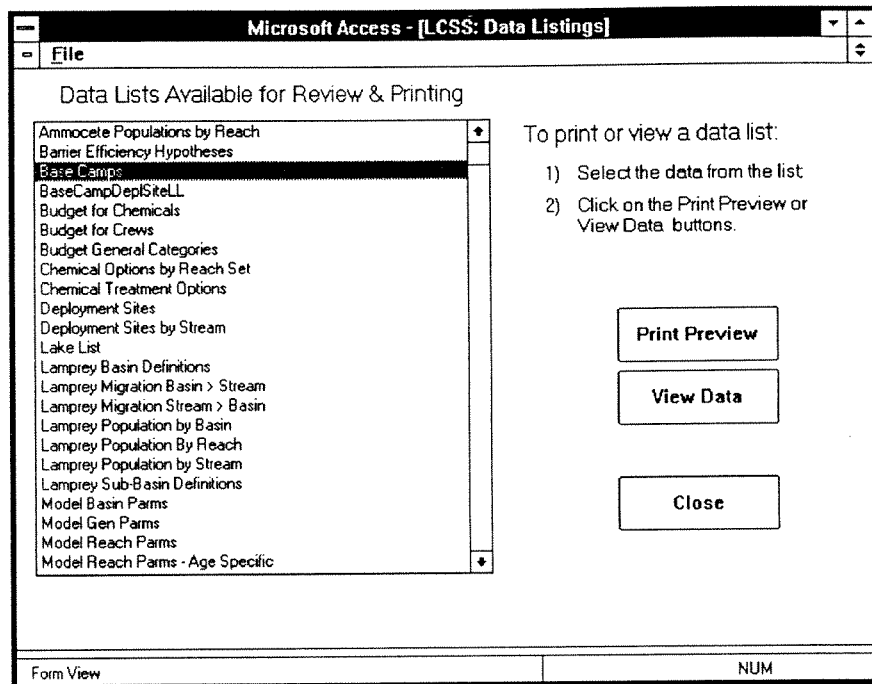 Microsoft Access - [LCSS: Data Listings]
File
Data Lists Available for Review & Printing
Ammocete Populations by Reach
Barrier Efficiency Hypotheses
Base Camps
BaseCampDeplSiteLL
Budget for Chemicals
Budget for Crews
Budget General Categories
Chemical Options by Reach Set
Chemical Treatment Options
Deployment Sites
Deployment Sites by Stream
Lake List
Lamprey Basin Definitions
Lamprey Migration Basin > Stream
Lamprey Migration Stream > Basin
Lamprey Population by Basin
Lamprey Population By Reach
Lamprey Population by Stream
Lamprey Sub-Basin Definitions
Model Basin Parms
Model Gen Parms
Model Reach Parms
Model Reach Parms - Age Specific
To print or view a data list:
1) Select the data from the list
2) Click on the Print Preview or
View Data buttons.
Print Preview
View Data
Close
Form View
NUM